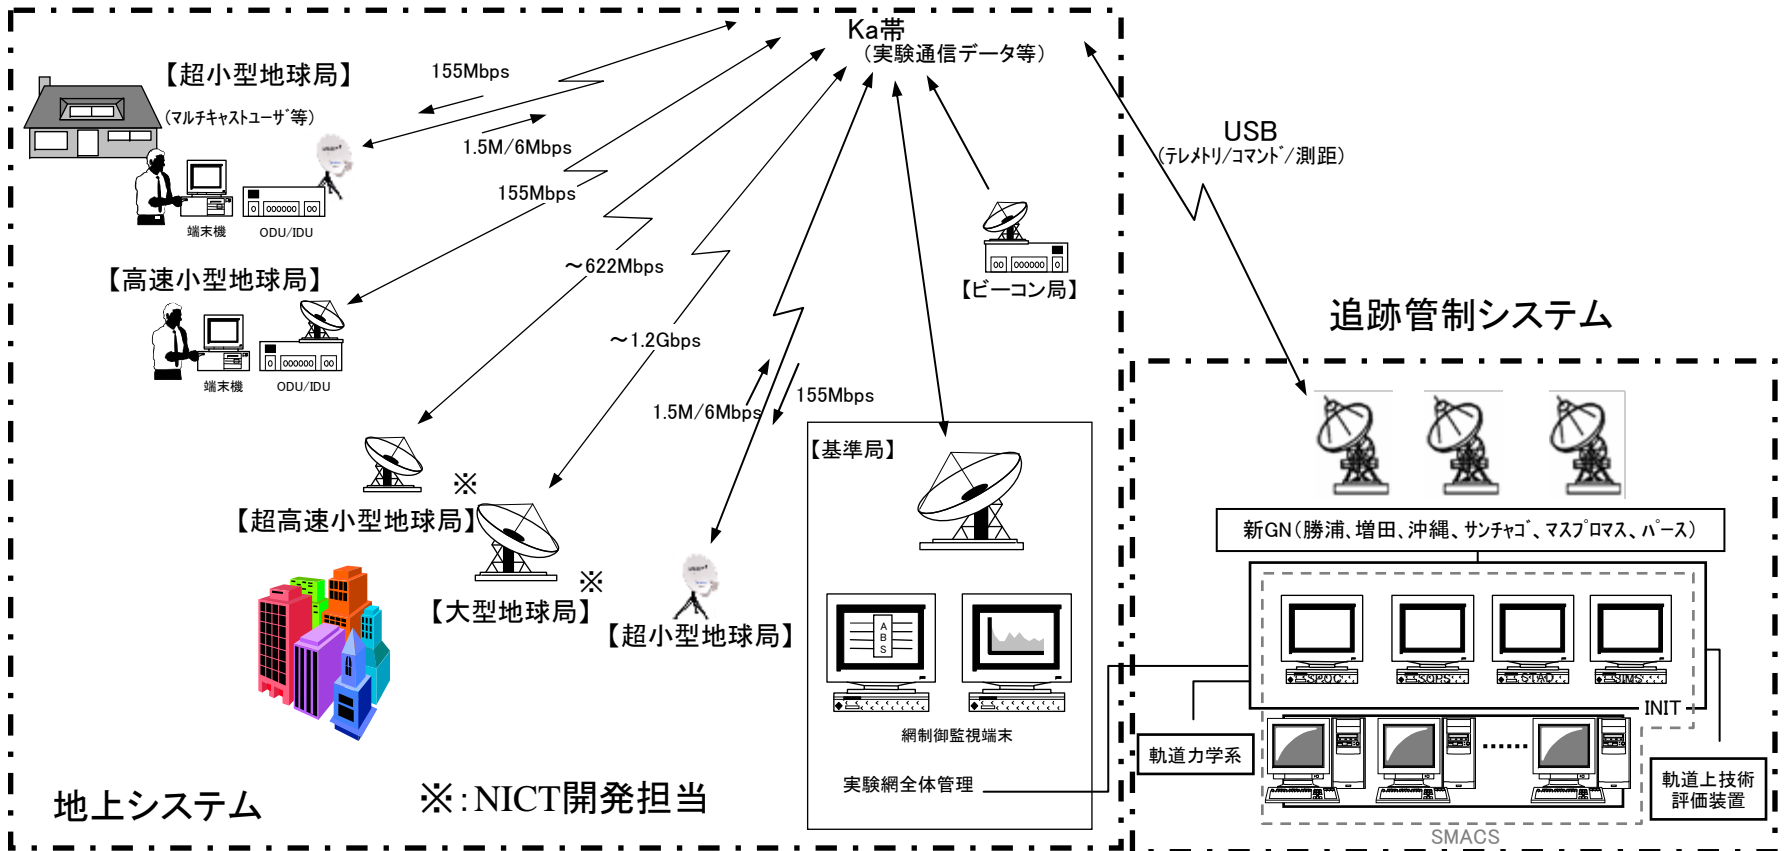 Ka帯
(実験通信データ等)
【超小型地球局】
(マルチキャストユーザ等)
155Mbps
1.5M/6Mbps
端末機
ODU/IDU
【高速小型地球局】
155Mbps
端末機
ODU/IDU
～622Mbps
～1.2Gbps
1.5M/6Mbps
155Mbps
【ビーコン局】
USB
(テレメトリ/コマンド/測距)
追跡管制システム
※
【超高速小型地球局】
※
【大型地球局】
【超小型地球局】
【基準局】
A
B
S
網制御監視端末
実験網全体管理
新GN(勝浦、増田、沖縄、サンチャゴ、マスプロマス、パース)
SPOC
SOPS
STAO
SIMS
INIT
軌道力学系
軌道上技術
評価装置
SMACS
地上システム
※：NICT開発担当